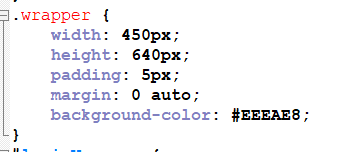 .wrapper {
width: 450px;
height: 640px;
padding: 5px;
margin: 0 auto;
background-color: #EEEAE8;
}